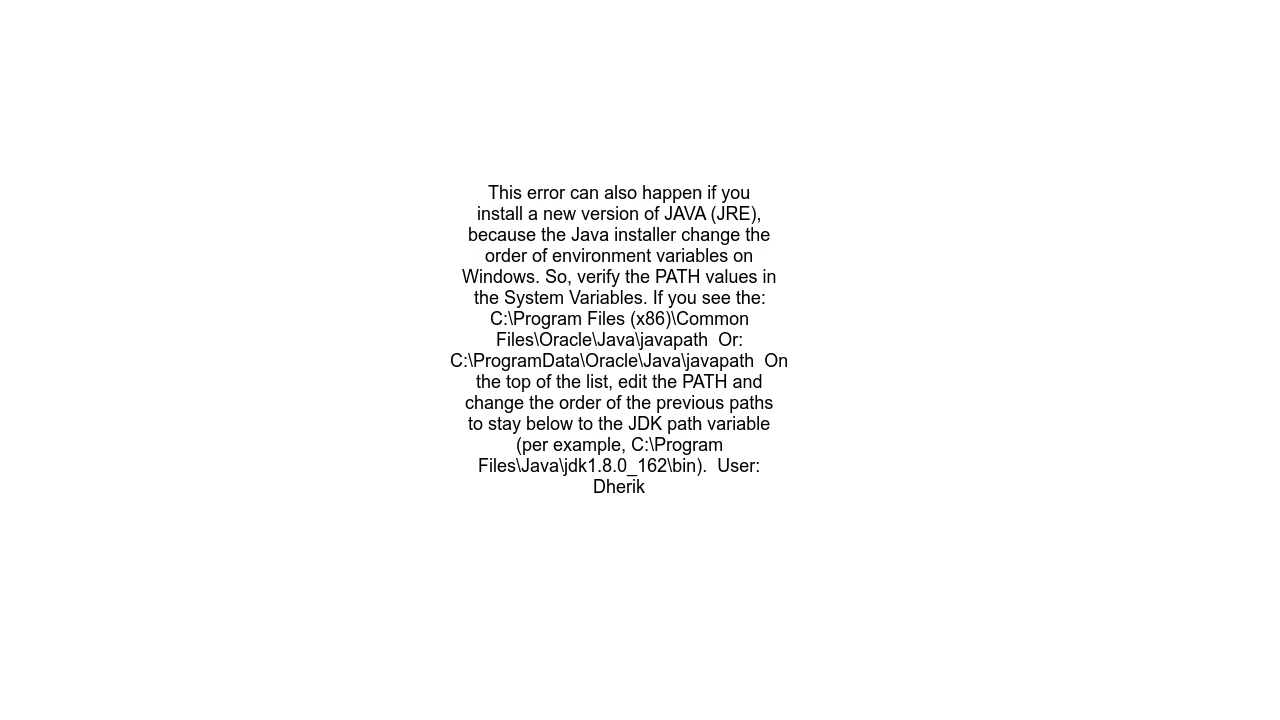 This error can also happen if you
install a new version of JAVA (JRE),
because the Java installer change the
order of environment variables on
Windows. So, verify the PATH values in
the System Variables. If you see the:
C:\Program Files (x86)\Common
Files\Oracle\Java\javapath  Or:
C:\ProgramData\Oracle\Java\javapath  On
the top of the list, edit the PATH and
change the order of the previous paths
to stay below to the JDK path variable
(per example, C:\Program
Files\Java\jdk1.8.0_162\bin).  User:
Dherik